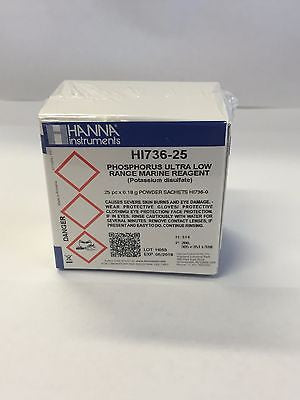 HANNA
instruments
HI736-25
PHOSPHORUS ULTRA LOW
RANGE MARINE REAGENT
(Potassium disulfate)
25 pcs x 0.18 g POWDER SACHETS HI736-0
DANGER
CAUSES SEVERE SKIN BURNS AND EYE DAMAGE.
WEAR PROTECTIVE GLOVES/ PROTECTIVE
CLOTHING/ EYE PROTECTION/ FACE PROTECTION.
IF IN EYES: RINSE CAUTIOUSLY WITH WATER FOR
SEVERAL MINUTES. REMOVE CONTACT LENSES, IF
PRESENT AND EASY TO DO. CONTINUE RINSING.
LOT:
EXP.